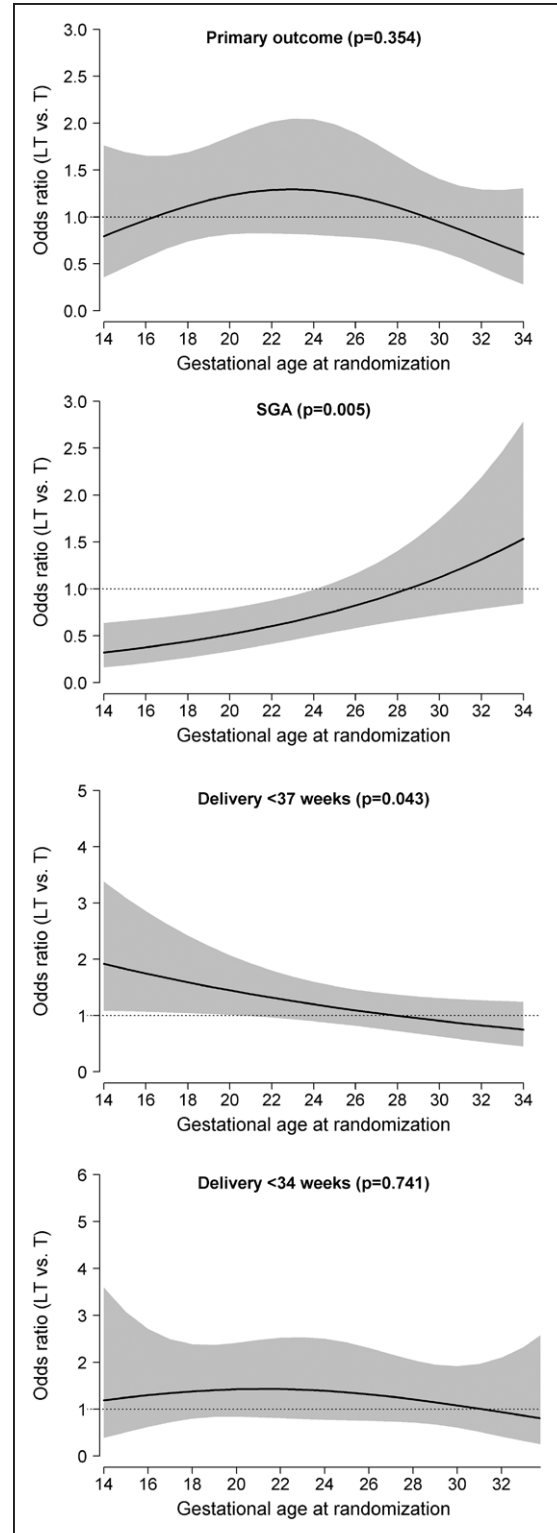 Primary outcome (p=0.354)
Odds ratio (LT vs. T)
3.0
2.5
2.0
1.5
1.0
0.5
0.0
14 16 18 20 22 24 26 28 30 32 34
Gestational age at randomization
SGA (p=0.005)
Odds ratio (LT vs. T)
3.0
2.5
2.0
1.5
1.0
0.5
0.0
14 16 18 20 22 24 26 28 30 32 34
Gestational age at randomization
Delivery <37 weeks (p=0.043)
Odds ratio (LT vs. T)
5
4
3
2
1
0
14 16 18 20 22 24 26 28 30 32 34
Gestational age at randomization
Delivery <34 weeks (p=0.741)
Odds ratio (LT vs. T)
6
5
4
3
2
1
0
14 16 18 20 22 24 26 28 30 32
Gestational age at randomization